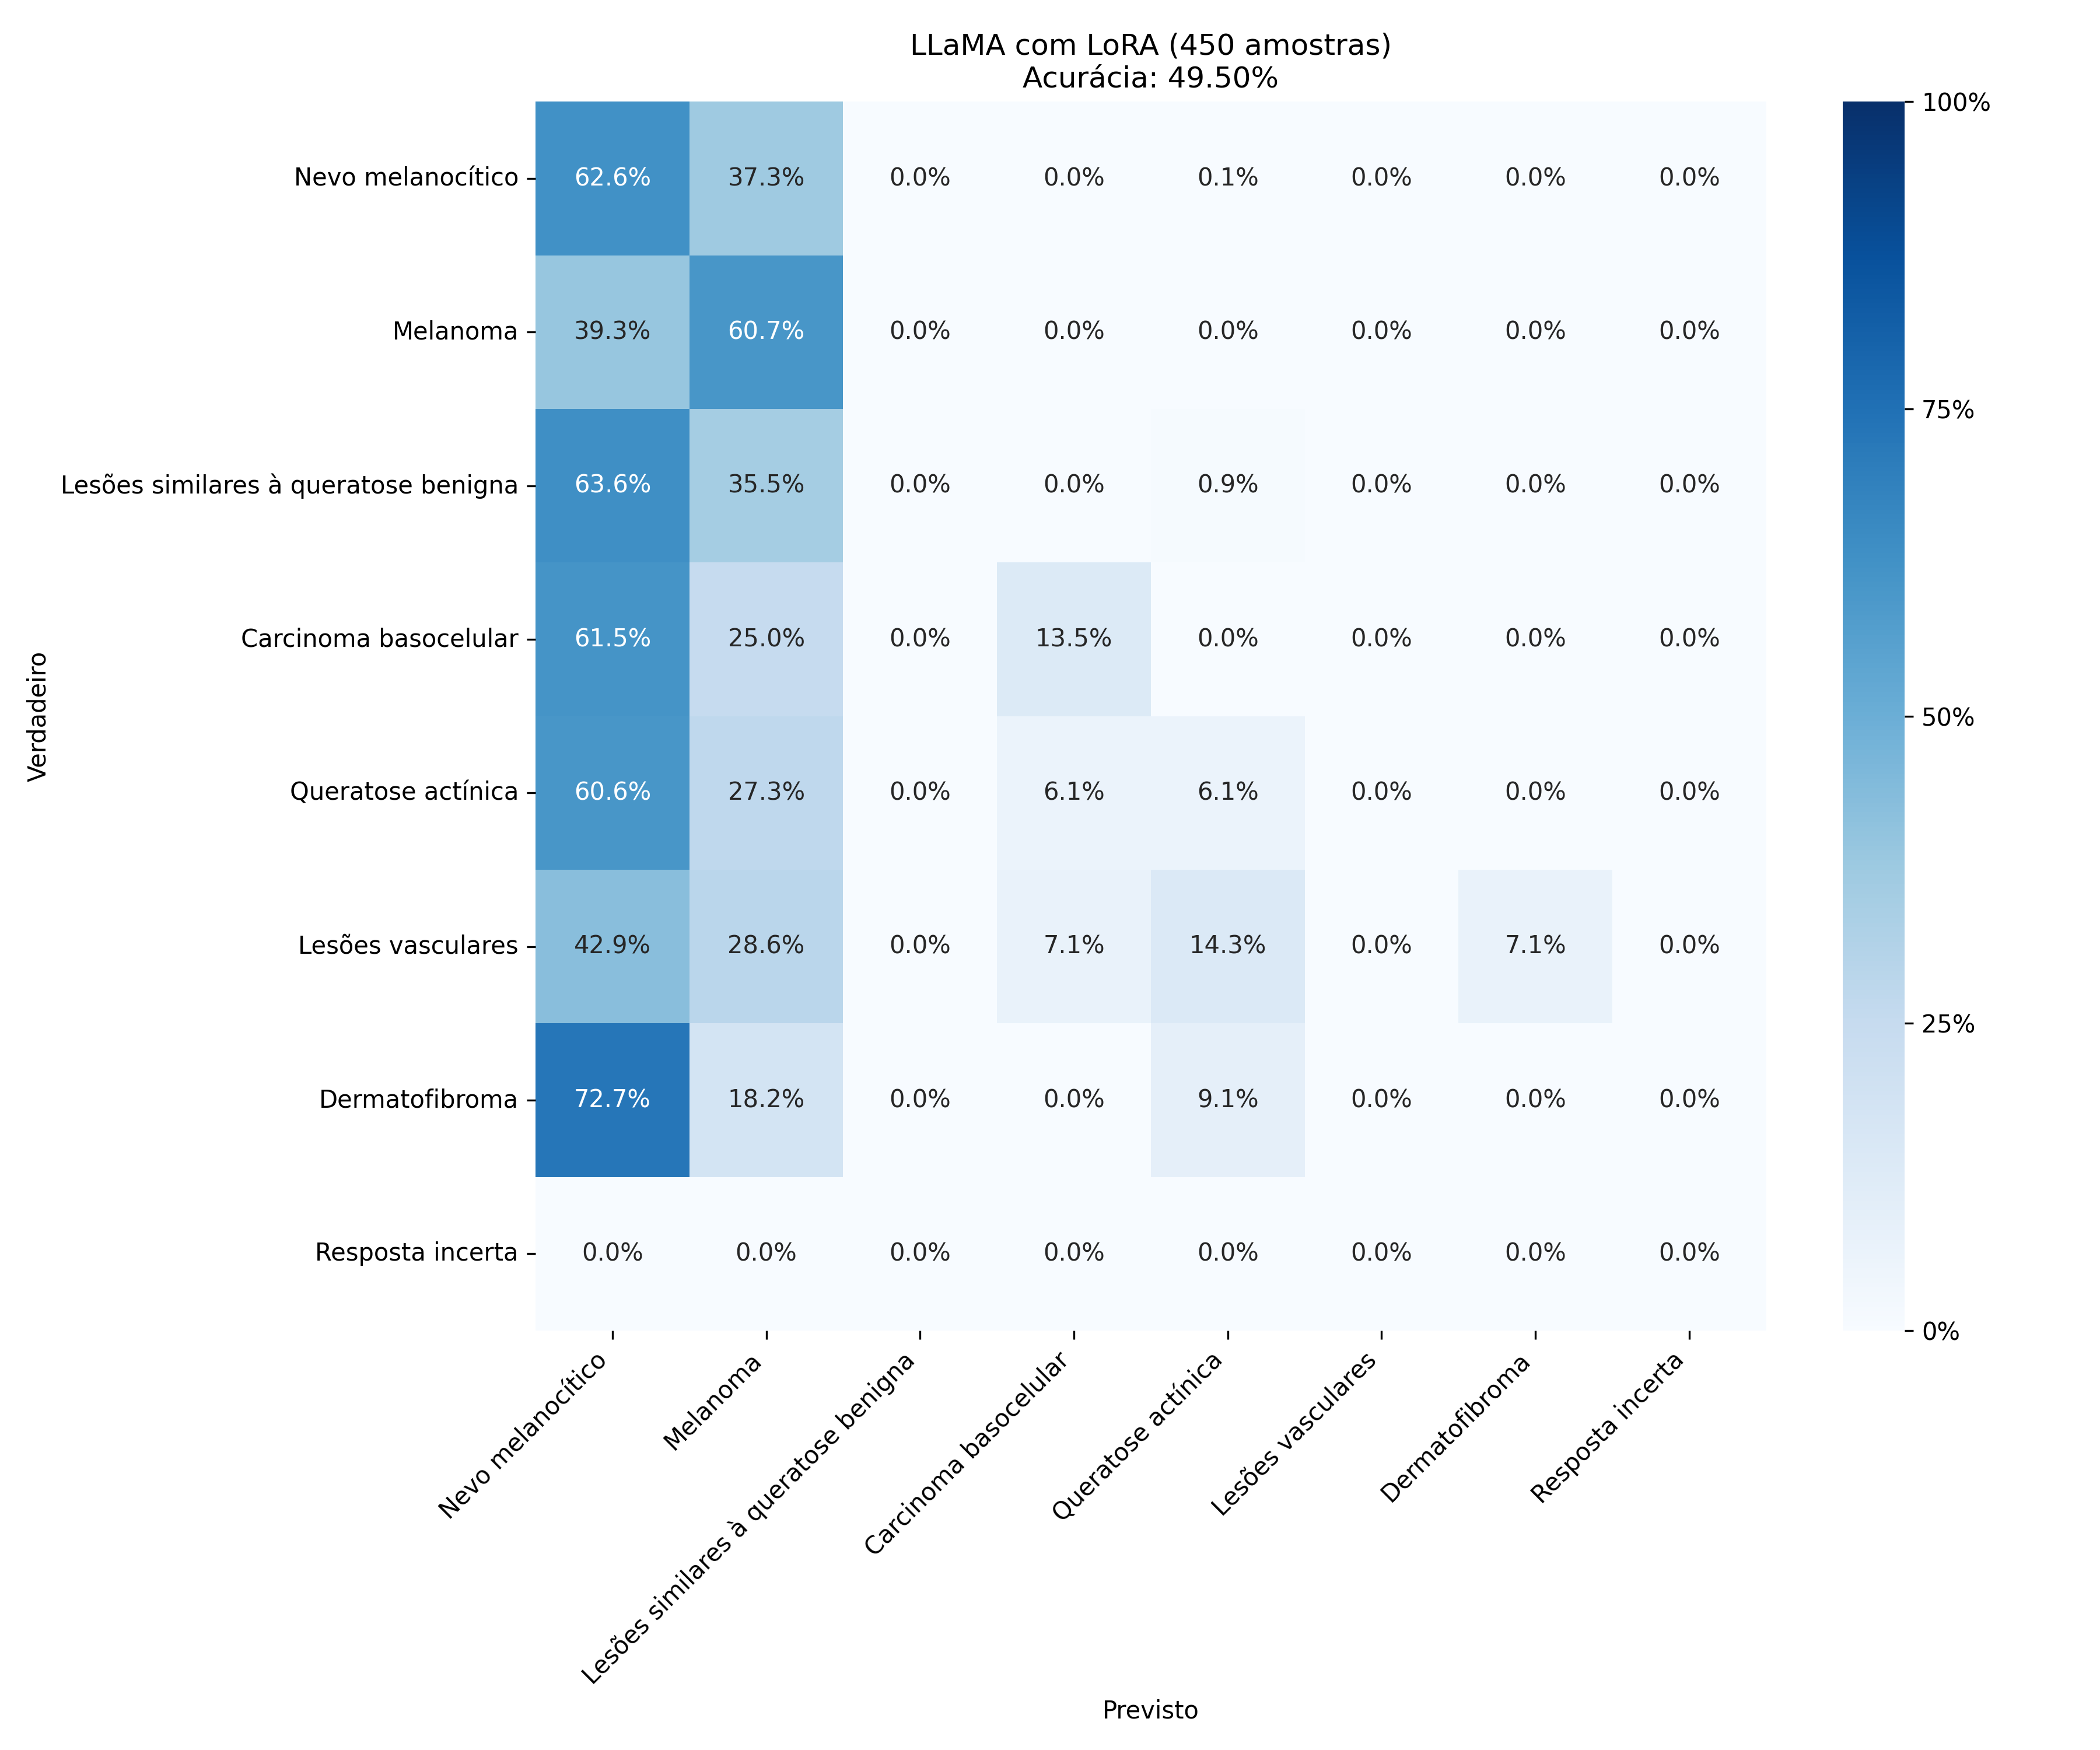 LLaMA com LoRA (450 amostras)
Acurácia: 49.50%
Verdadeiro
Nevo melanocítico 62.6% 37.3% 0.0% 0.0% 0.1% 0.0% 0.0% 0.0%
Melanoma 39.3% 60.7% 0.0% 0.0% 0.0% 0.0% 0.0% 0.0%
Lesões similares à queratose benigna 63.6% 35.5% 0.0% 0.0% 0.9% 0.0% 0.0% 0.0%
Carcinoma basocelular 61.5% 25.0% 0.0% 13.5% 0.0% 0.0% 0.0% 0.0%
Queratose actínica 60.6% 27.3% 0.0% 6.1% 6.1% 0.0% 0.0% 0.0%
Lesões vasculares 42.9% 28.6% 0.0% 7.1% 14.3% 0.0% 7.1% 0.0%
Dermatofibroma 72.7% 18.2% 0.0% 0.0% 9.1% 0.0% 0.0% 0.0%
Resposta incerta 0.0% 0.0% 0.0% 0.0% 0.0% 0.0% 0.0% 0.0%
Nevo melanocítico
Melanoma
Lesões similares à queratose benigna
Carcinoma basocelular
Queratose actínica
Lesões vasculares
Dermatofibroma
Resposta incerta
Previsto
100%
75%
50%
25%
0%